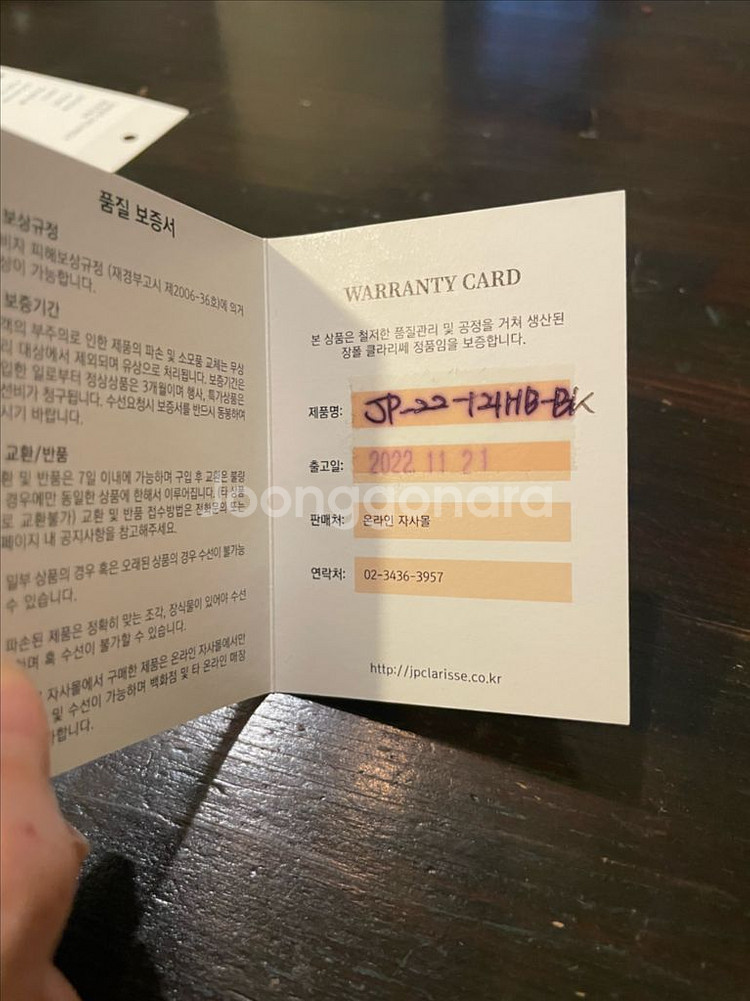 품질 보증서
보상규정
비자 피해보상규정 (재경부고시 제2006-36호)에 의거
상이 가능합니다.
보증기간
객의 부주의로 인한 제품의 파손 및 소모품 교체는 무상
리 대상에서 제외되며 유상으로 처리됩니다. 보증기간은
입한 일로부터 정상상품은 3개월이며 행사, 특가상품은
선비가 청구됩니다. 수선요청시 보증서를 반드시 동봉하여
시기 바랍니다.
교환/반품
환 및 반품은 7일 이내에 가능하며 구입 후 교환은 불량
경우에만 동일한 상품에 한해서 이루어집니다. (타 상품
로 교환불가) 교환 및 반품 접수방법은 전화문의 또는
페이지 내 공지사항을 참고해주세요.
일부 상품의 경우 혹은 오래된 상품의 경우 수선이 불가능
수 있습니다.
파손된 제품은 정확히 맞는 조각, 장식물이 있어야 수선
하며 혹 수선이 불가할 수 있습니다.
자사몰에서 구매한 제품은 온라인 자사몰에서만
및 수선이 가능하며 백화점 및 타 온라인 매장
합니다.
WARRANTY CARD
본 상품은 철저한 품질관리 및 공정을 거쳐 생산된
장폴 클라리쎄 정품임을 보증합니다.
제품명: JP-22-121HB-BK
출고일: 2022. 11 21
Joongaonara
판매처: 온라인 자사몰
연락처: 02-3436-3957
http://jpclarisse.co.kr